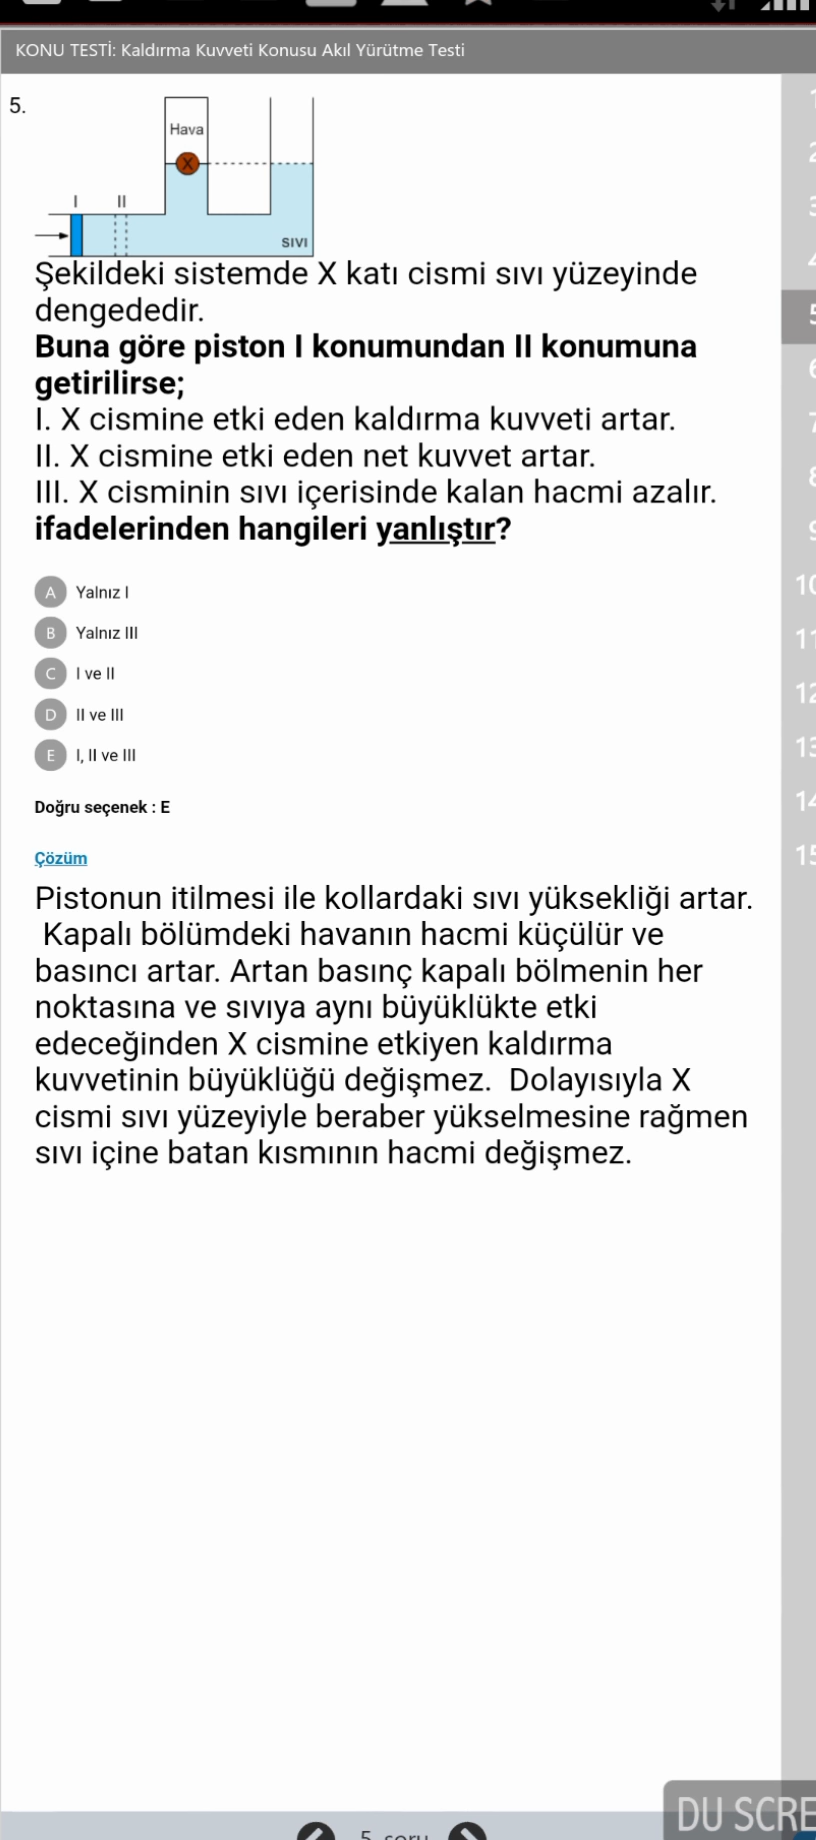 KONU TESTİ: Kaldırma Kuvveti Konusu Akıl Yürütme Testi
5.
Hava
X
I II
SIVI
Şekildeki sistemde X katı cismi sıvı yüzeyinde
dengededir.
Buna göre piston I konumundan II konumuna
getirilirse;
I. X cismine etki eden kaldırma kuvveti artar.
II. X cismine etki eden net kuvvet artar.
III. X cisminin sıvı içerisinde kalan hacmi azalır.
ifadelerinden hangileri yanlıştır?
A Yalnız I
B Yalnız III
C I ve II
D II ve III
E I, II ve III
Doğru seçenek : E
Çözüm
Pistonun itilmesi ile kollardaki sıvı yüksekliği artar.
Kapalı bölümdeki havanın hacmi küçülür ve
basıncı artar. Artan basınç kapalı bölmenin her
noktasına ve sıvıya aynı büyüklükte etki
edeceğinden X cismine etkiyen kaldırma
kuvvetinin büyüklüğü değişmez. Dolayısıyla X
cismi sıvı yüzeyiyle beraber yükselmesine rağmen
sıvı içine batan kısmının hacmi değişmez.
5. soru
DU SCRE